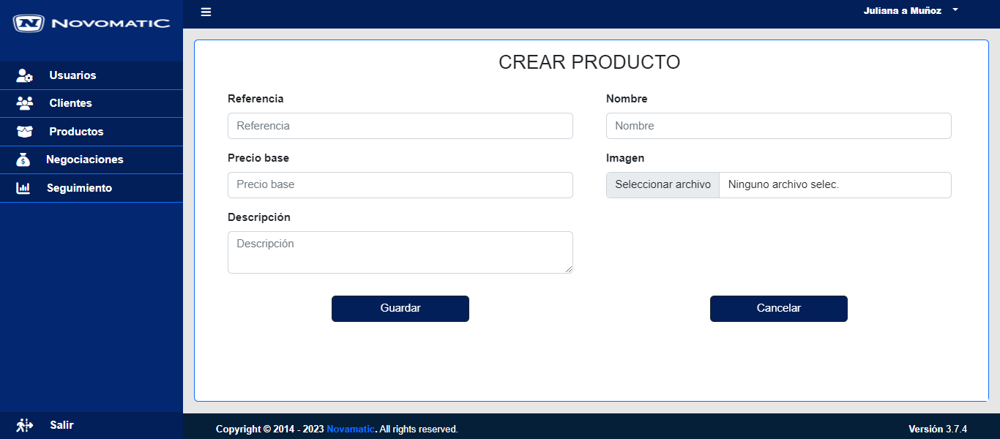 NOVOMATIC
Juliana a Muñoz
Usuarios
Clientes
Productos
Negociaciones
Seguimiento
Salir
CREAR PRODUCTO
Referencia
Referencia
Nombre
Nombre
Precio base
Precio base
Imagen
Seleccionar archivo Ninguno archivo selec.
Descripción
Descripción
Guardar
Cancelar
Copyright © 2014 - 2023 Novamatic. All rights reserved.
Versión 3.7.4